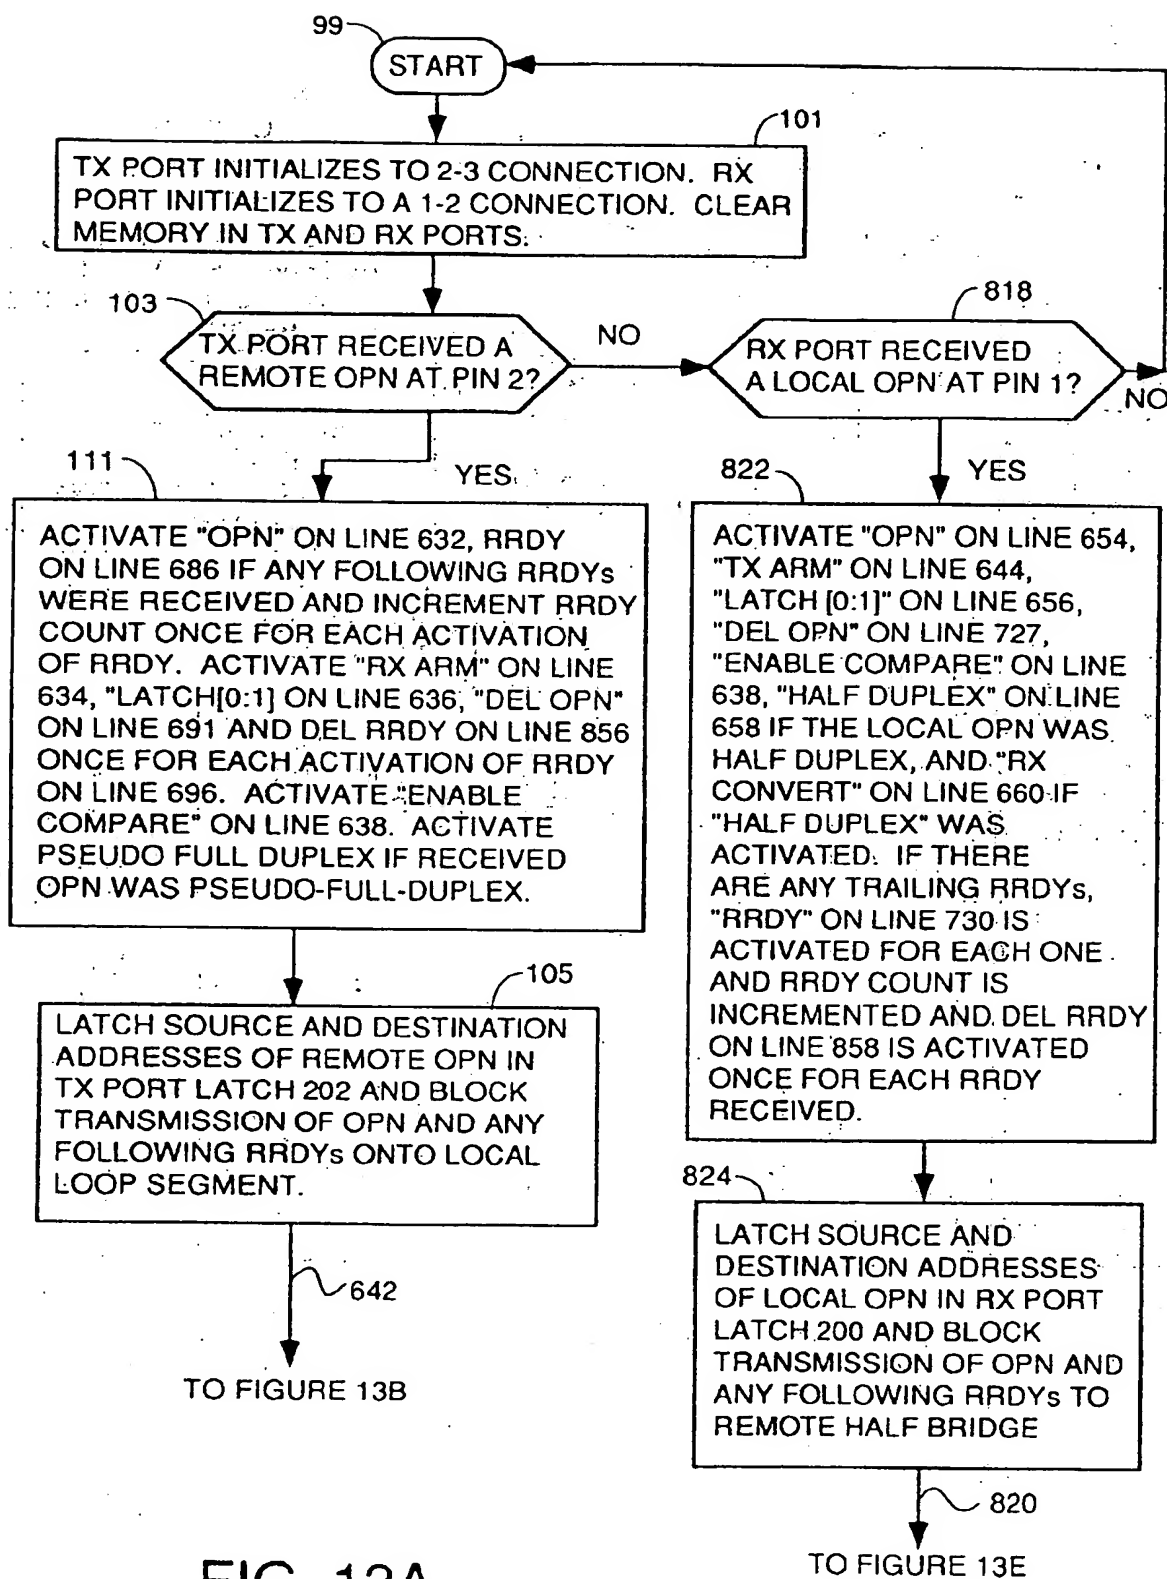 99
START
101
TX PORT INITIALIZES TO 2-3 CONNECTION. RX
PORT INITIALIZES TO A 1-2 CONNECTION. CLEAR
MEMORY IN TX AND RX PORTS.
103
TX PORT RECEIVED A
REMOTE OPN AT PIN 2?
NO
818
RX PORT RECEIVED
A LOCAL OPN AT PIN 1?
NO
YES
111
ACTIVATE "OPN" ON LINE 632, RRDY
ON LINE 686 IF ANY FOLLOWING RRDYs
WERE RECEIVED AND INCREMENT RRDY
COUNT ONCE FOR EACH ACTIVATION
OF RRDY. ACTIVATE "RX ARM" ON LINE
634, "LATCH[0:1] ON LINE 636, "DEL OPN"
ON LINE 691 AND DEL RRDY ON LINE 856
ONCE FOR EACH ACTIVATION OF RRDY
ON LINE 696. ACTIVATE "ENABLE
COMPARE" ON LINE 638. ACTIVATE
PSEUDO FULL DUPLEX IF RECEIVED
OPN WAS PSEUDO-FULL-DUPLEX.
105
LATCH SOURCE AND DESTINATION
ADDRESSES OF REMOTE OPN IN
TX PORT LATCH 202 AND BLOCK
TRANSMISSION OF OPN AND ANY
FOLLOWING RRDYs ONTO LOCAL
LOOP SEGMENT.
642
TO FIGURE 13B
YES
822
ACTIVATE "OPN" ON LINE 654,
"TX ARM" ON LINE 644,
"LATCH [0:1]" ON LINE 656,
"DEL OPN" ON LINE 727,
"ENABLE COMPARE" ON LINE
638, "HALF DUPLEX" ON LINE
658 IF THE LOCAL OPN WAS
HALF DUPLEX, AND "RX
CONVERT" ON LINE 660 IF
"HALF DUPLEX" WAS
ACTIVATED. IF THERE
ARE ANY TRAILING RRDYs,
"RRDY" ON LINE 730 IS
ACTIVATED FOR EACH ONE
AND RRDY COUNT IS
INCREMENTED AND DEL RRDY
ON LINE 858 IS ACTIVATED
ONCE FOR EACH RRDY
RECEIVED.
824
LATCH SOURCE AND
DESTINATION ADDRESSES
OF LOCAL OPN IN RX PORT
LATCH 200 AND BLOCK
TRANSMISSION OF OPN AND
ANY FOLLOWING RRDYs TO
REMOTE HALF BRIDGE
820
TO FIGURE 13E
FIG. 13A